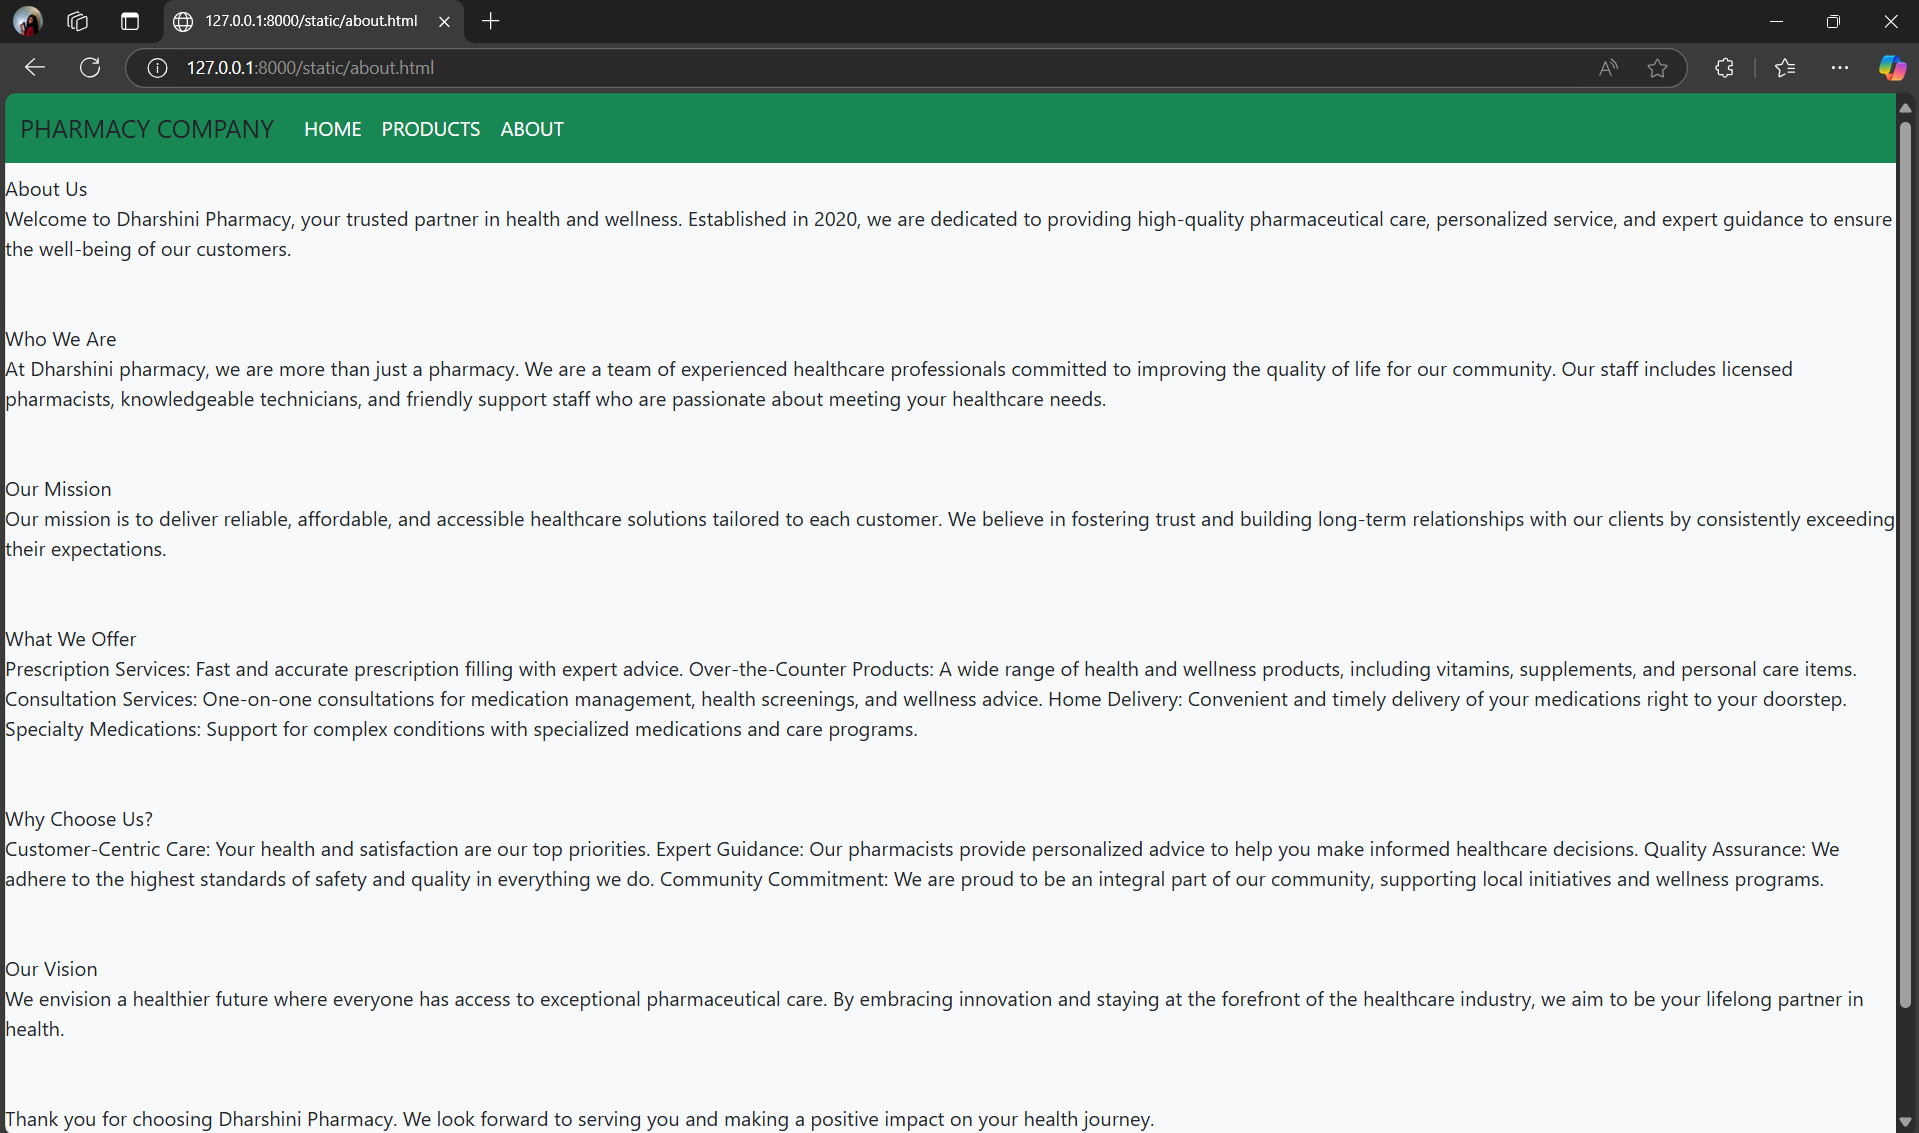 127.0.0.1:8000/static/about.html
127.0.0.1:8000/static/about.html
PHARMACY COMPANY HOME PRODUCTS ABOUT
About Us
Welcome to Dharshini Pharmacy, your trusted partner in health and wellness. Established in 2020, we are dedicated to providing high-quality pharmaceutical care, personalized service, and expert guidance to ensure
the well-being of our customers.
Who We Are
At Dharshini pharmacy, we are more than just a pharmacy. We are a team of experienced healthcare professionals committed to improving the quality of life for our community. Our staff includes licensed
pharmacists, knowledgeable technicians, and friendly support staff who are passionate about meeting your healthcare needs.
Our Mission
Our mission is to deliver reliable, affordable, and accessible healthcare solutions tailored to each customer. We believe in fostering trust and building long-term relationships with our clients by consistently exceeding
their expectations.
What We Offer
Prescription Services: Fast and accurate prescription filling with expert advice. Over-the-Counter Products: A wide range of health and wellness products, including vitamins, supplements, and personal care items.
Consultation Services: One-on-one consultations for medication management, health screenings, and wellness advice. Home Delivery: Convenient and timely delivery of your medications right to your doorstep.
Specialty Medications: Support for complex conditions with specialized medications and care programs.
Why Choose Us?
Customer-Centric Care: Your health and satisfaction are our top priorities. Expert Guidance: Our pharmacists provide personalized advice to help you make informed healthcare decisions. Quality Assurance: We
adhere to the highest standards of safety and quality in everything we do. Community Commitment: We are proud to be an integral part of our community, supporting local initiatives and wellness programs.
Our Vision
We envision a healthier future where everyone has access to exceptional pharmaceutical care. By embracing innovation and staying at the forefront of the healthcare industry, we aim to be your lifelong partner in
health.
Thank you for choosing Dharshini Pharmacy. We look forward to serving you and making a positive impact on your health journey.